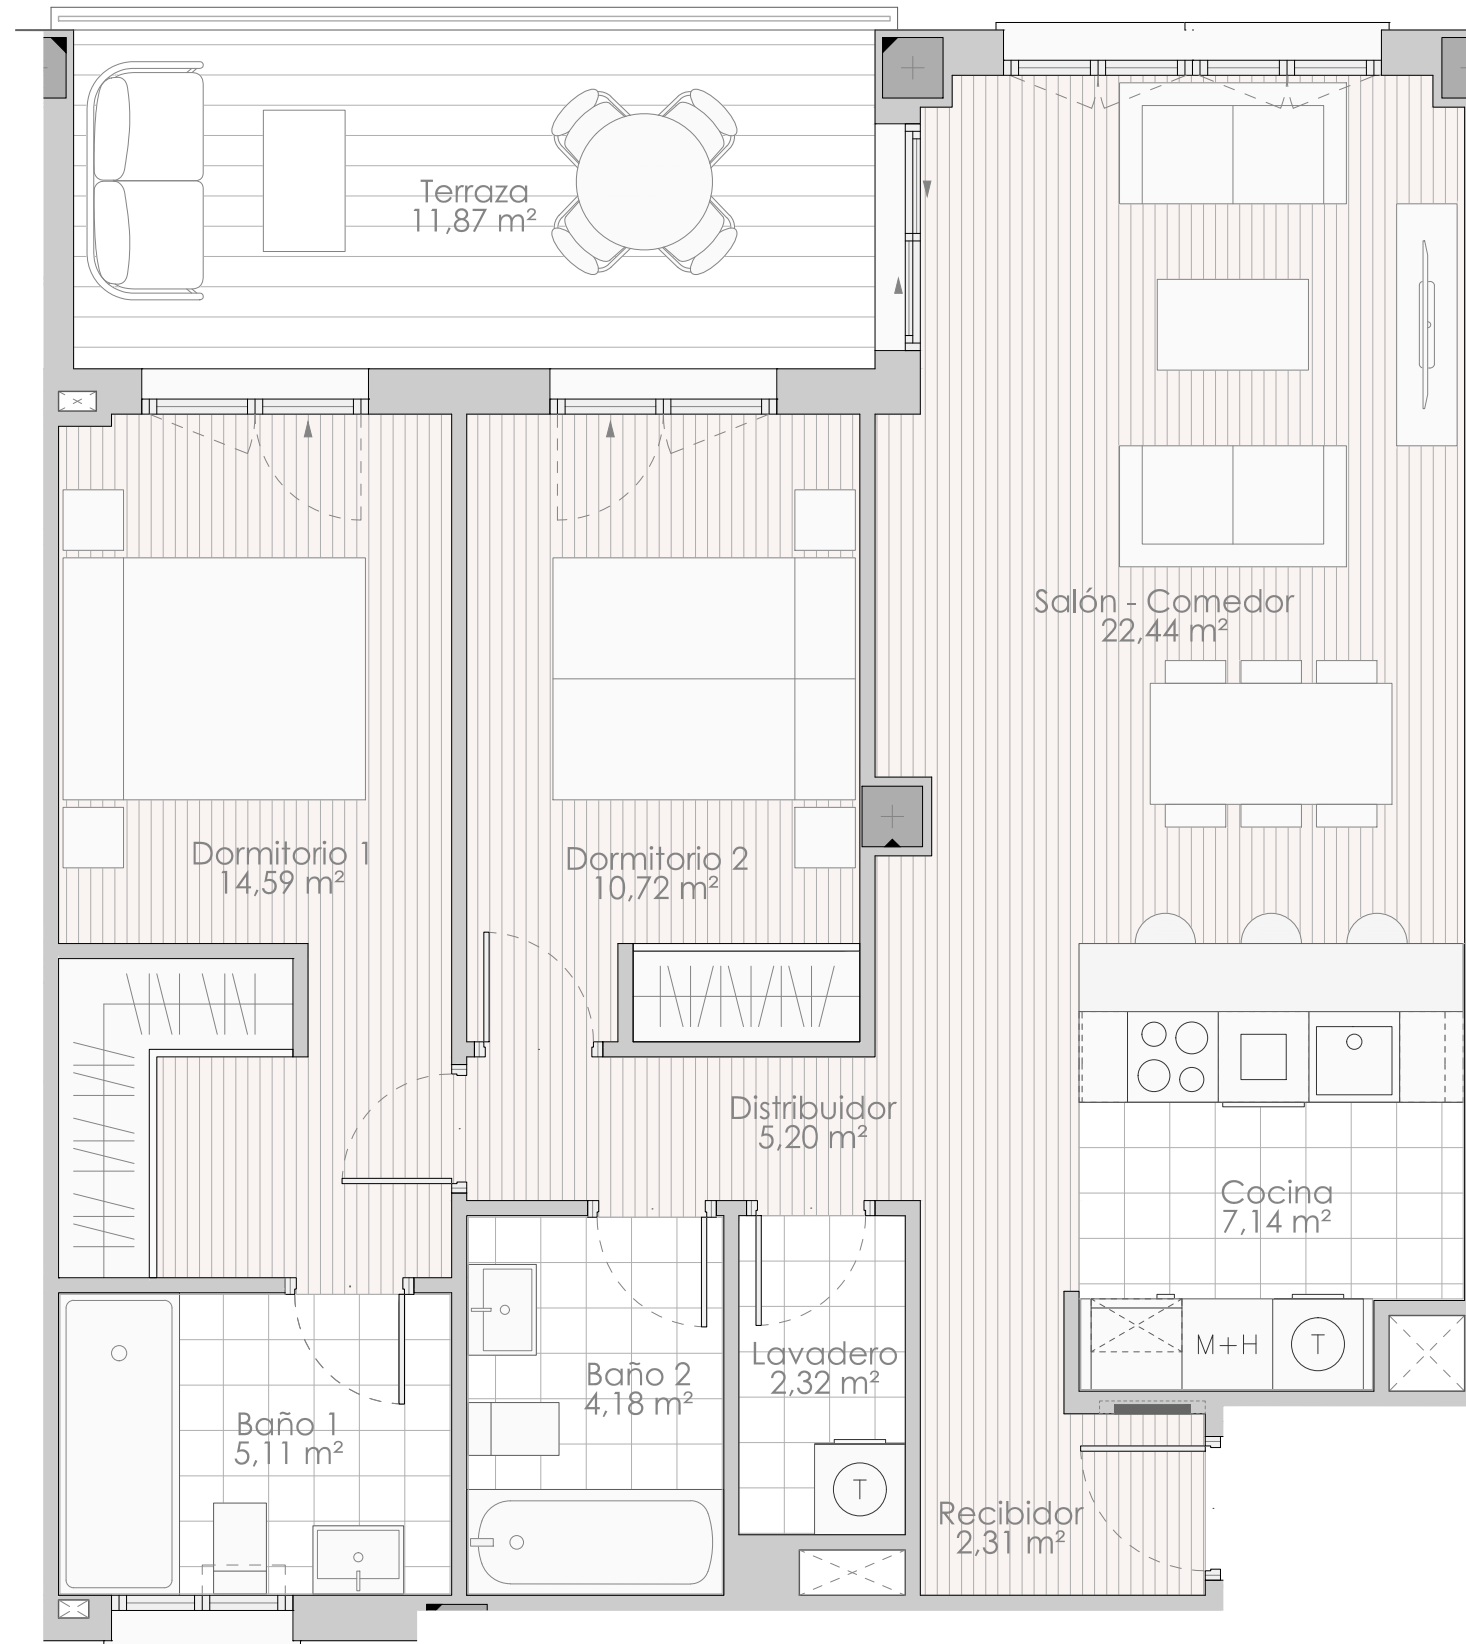 Terraza
11,87 m²
Salón - Comedor
22,44 m²
Dormitorio 1
14,59 m²
Dormitorio 2
10,72 m²
Distribuidor
5,20 m²
Cocina
7,14 m²
M+H
T
Lavadero
2,32 m²
Baño 2
4,18 m²
Baño 1
5,11 m²
T
Recibidor
2,31 m²